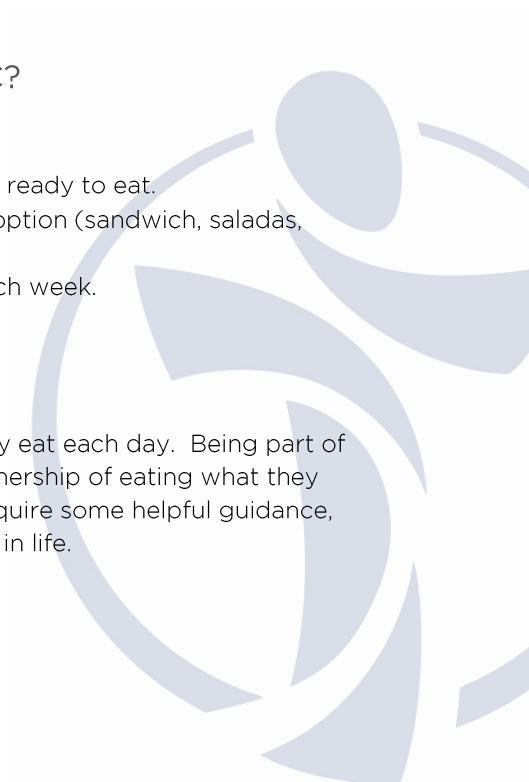 ?
ready to eat.
option (sandwich, saladas,
ch week.
y eat each day.  Being part of
nership of eating what they
quire some helpful guidance,
in life.